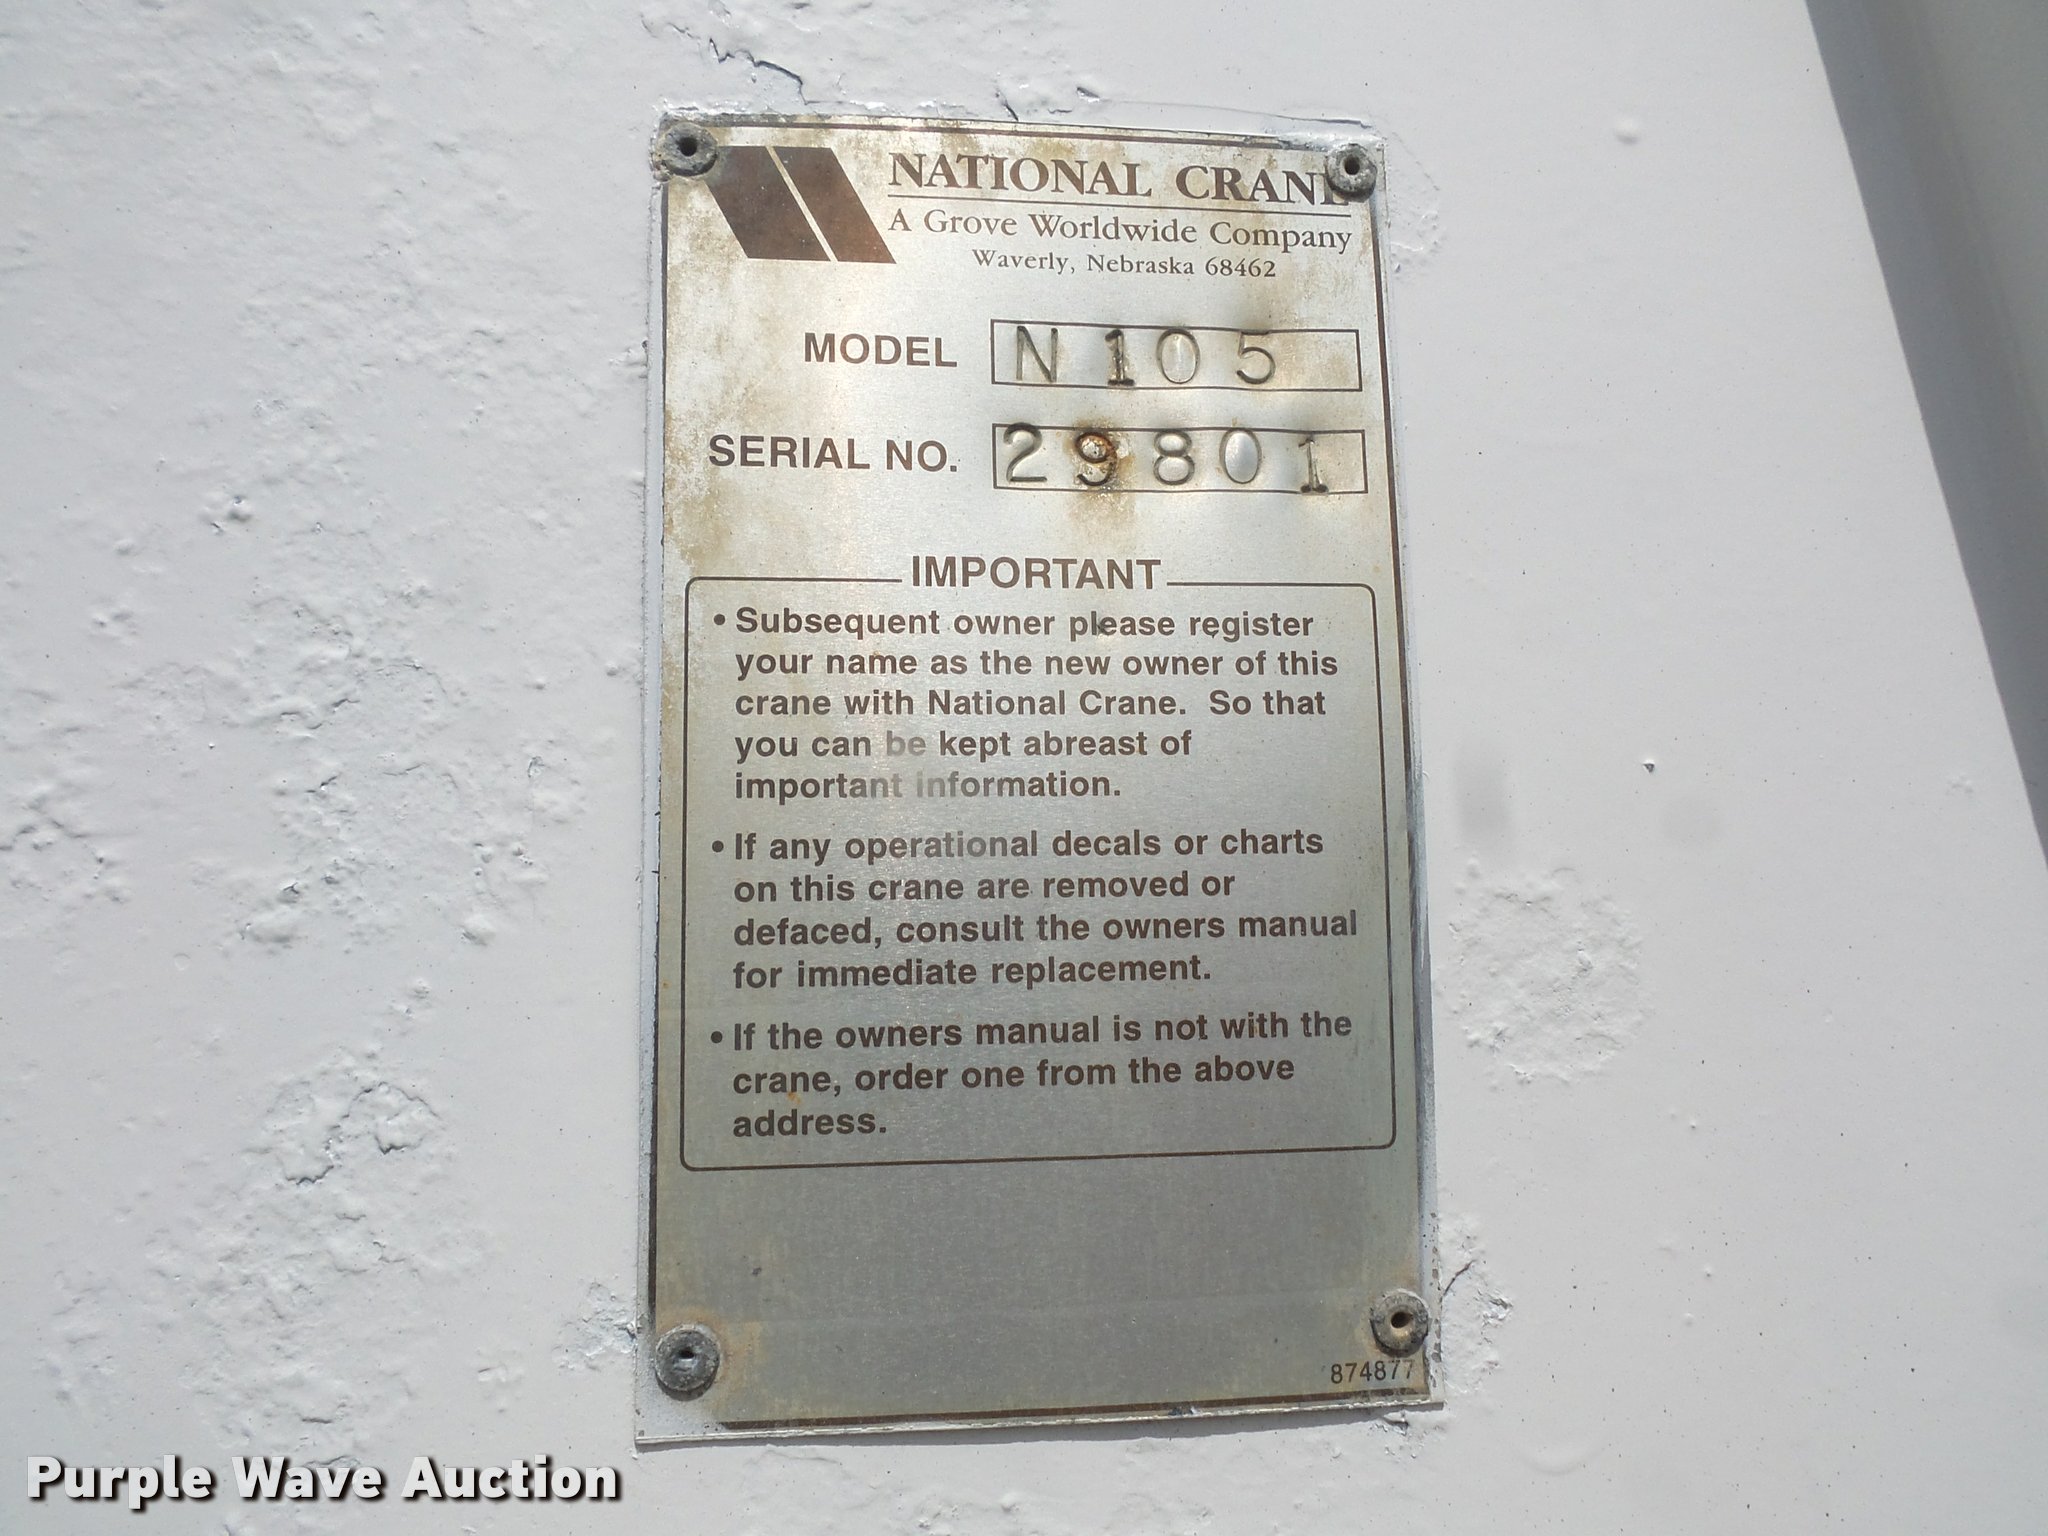 NATIONAL CRANE
A Grove Worldwide Company
Waverly, Nebraska 68462
MODEL N105
SERIAL NO. 29801
IMPORTANT
• Subsequent owner please register
your name as the new owner of this
crane with National Crane. So that
you can be kept abreast of
important information.
• If any operational decals or charts
on this crane are removed or
defaced, consult the owners manual
for immediate replacement.
• If the owners manual is not with the
crane, order one from the above
address.
874877
Purple Wave Auction